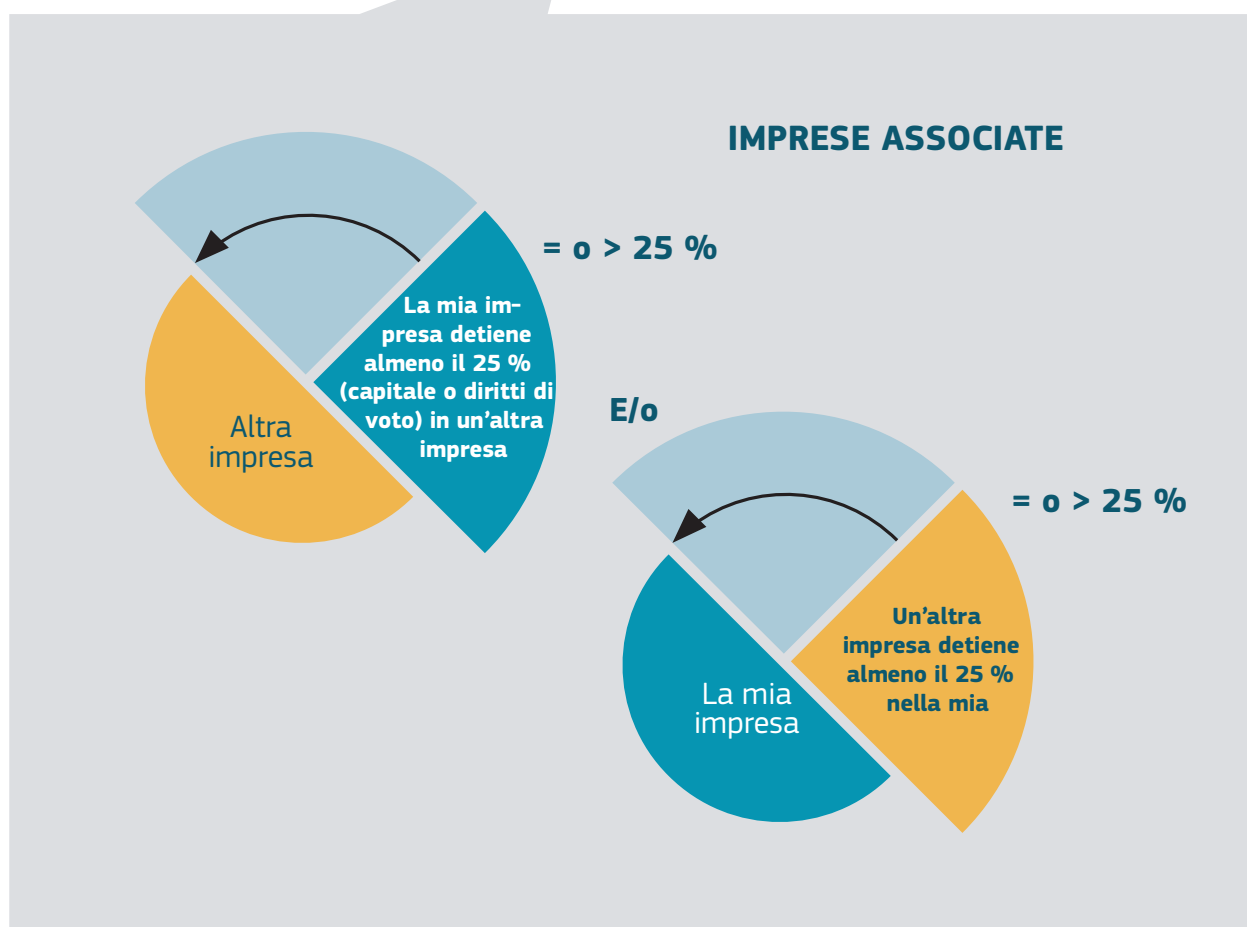 IMPRESE ASSOCIATE
= o > 25 %
La mia im-
presa detiene
almeno il 25 %
(capitale o diritti di
voto) in un'altra
impresa
Altra
impresa
E/o
= o > 25 %
Un'altra
impresa detiene
almeno il 25 %
nella mia
La mia
impresa